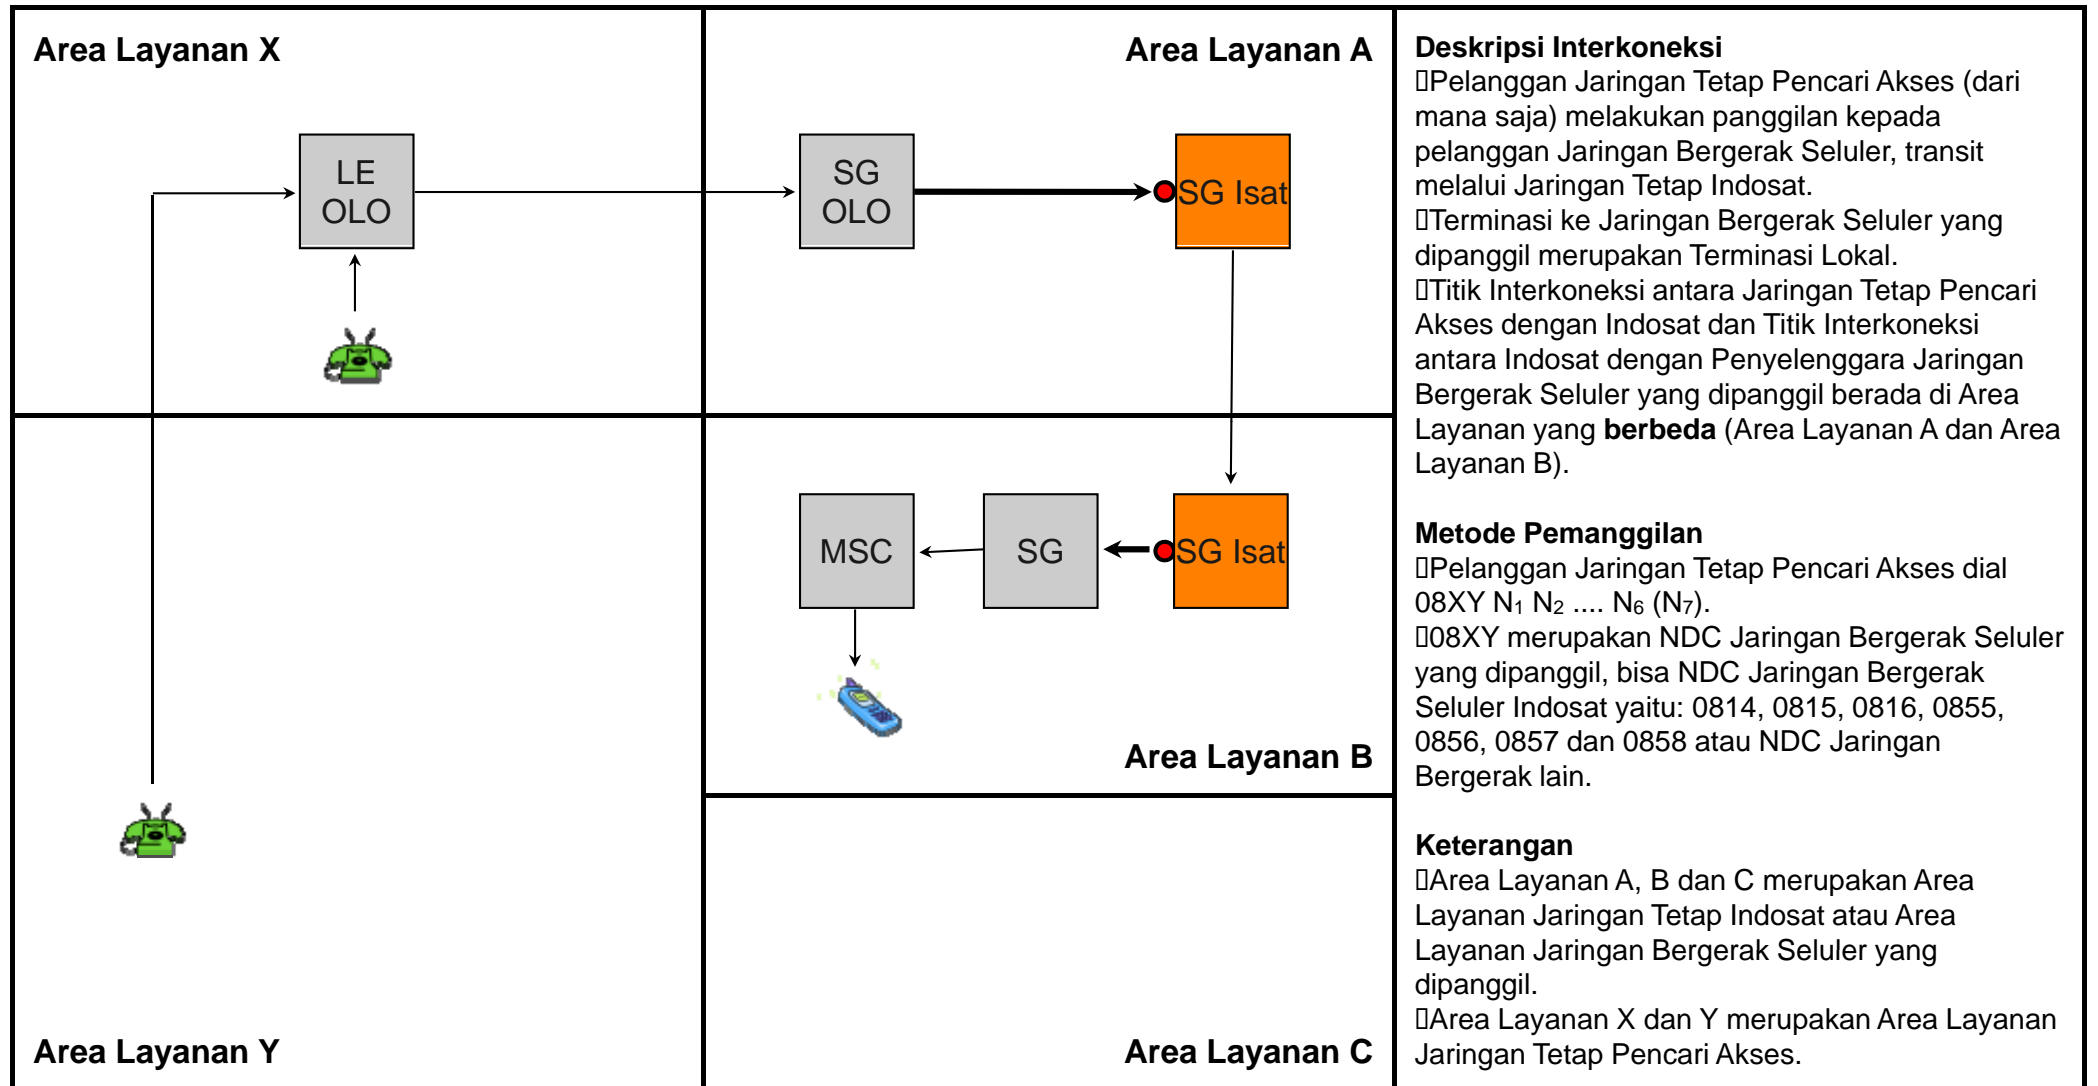 Area Layanan X
Area Layanan A
LE
OLO
SG
OLO
SG Isat
MSC
SG
SG Isat
Area Layanan B
Area Layanan Y
Area Layanan C
Deskripsi Interkoneksi
Pelanggan Jaringan Tetap Pencari Akses (dari
mana saja) melakukan panggilan kepada
pelanggan Jaringan Bergerak Seluler, transit
melalui Jaringan Tetap Indosat.
Terminasi ke Jaringan Bergerak Seluler yang
dipanggil merupakan Terminasi Lokal.
Titik Interkoneksi antara Jaringan Tetap Pencari
Akses dengan Indosat dan Titik Interkoneksi
antara Indosat dengan Penyelenggara Jaringan
Bergerak Seluler yang dipanggil berada di Area
Layanan yang berbeda (Area Layanan A dan Area
Layanan B).
Metode Pemanggilan
Pelanggan Jaringan Tetap Pencari Akses dial
08XY N₁ N₂ .... N₆ (N₇).
08XY merupakan NDC Jaringan Bergerak Seluler
yang dipanggil, bisa NDC Jaringan Bergerak
Seluler Indosat yaitu: 0814, 0815, 0816, 0855,
0856, 0857 dan 0858 atau NDC Jaringan
Bergerak lain.
Keterangan
Area Layanan A, B dan C merupakan Area
Layanan Jaringan Tetap Indosat atau Area
Layanan Jaringan Bergerak Seluler yang
dipanggil.
Area Layanan X dan Y merupakan Area Layanan
Jaringan Tetap Pencari Akses.